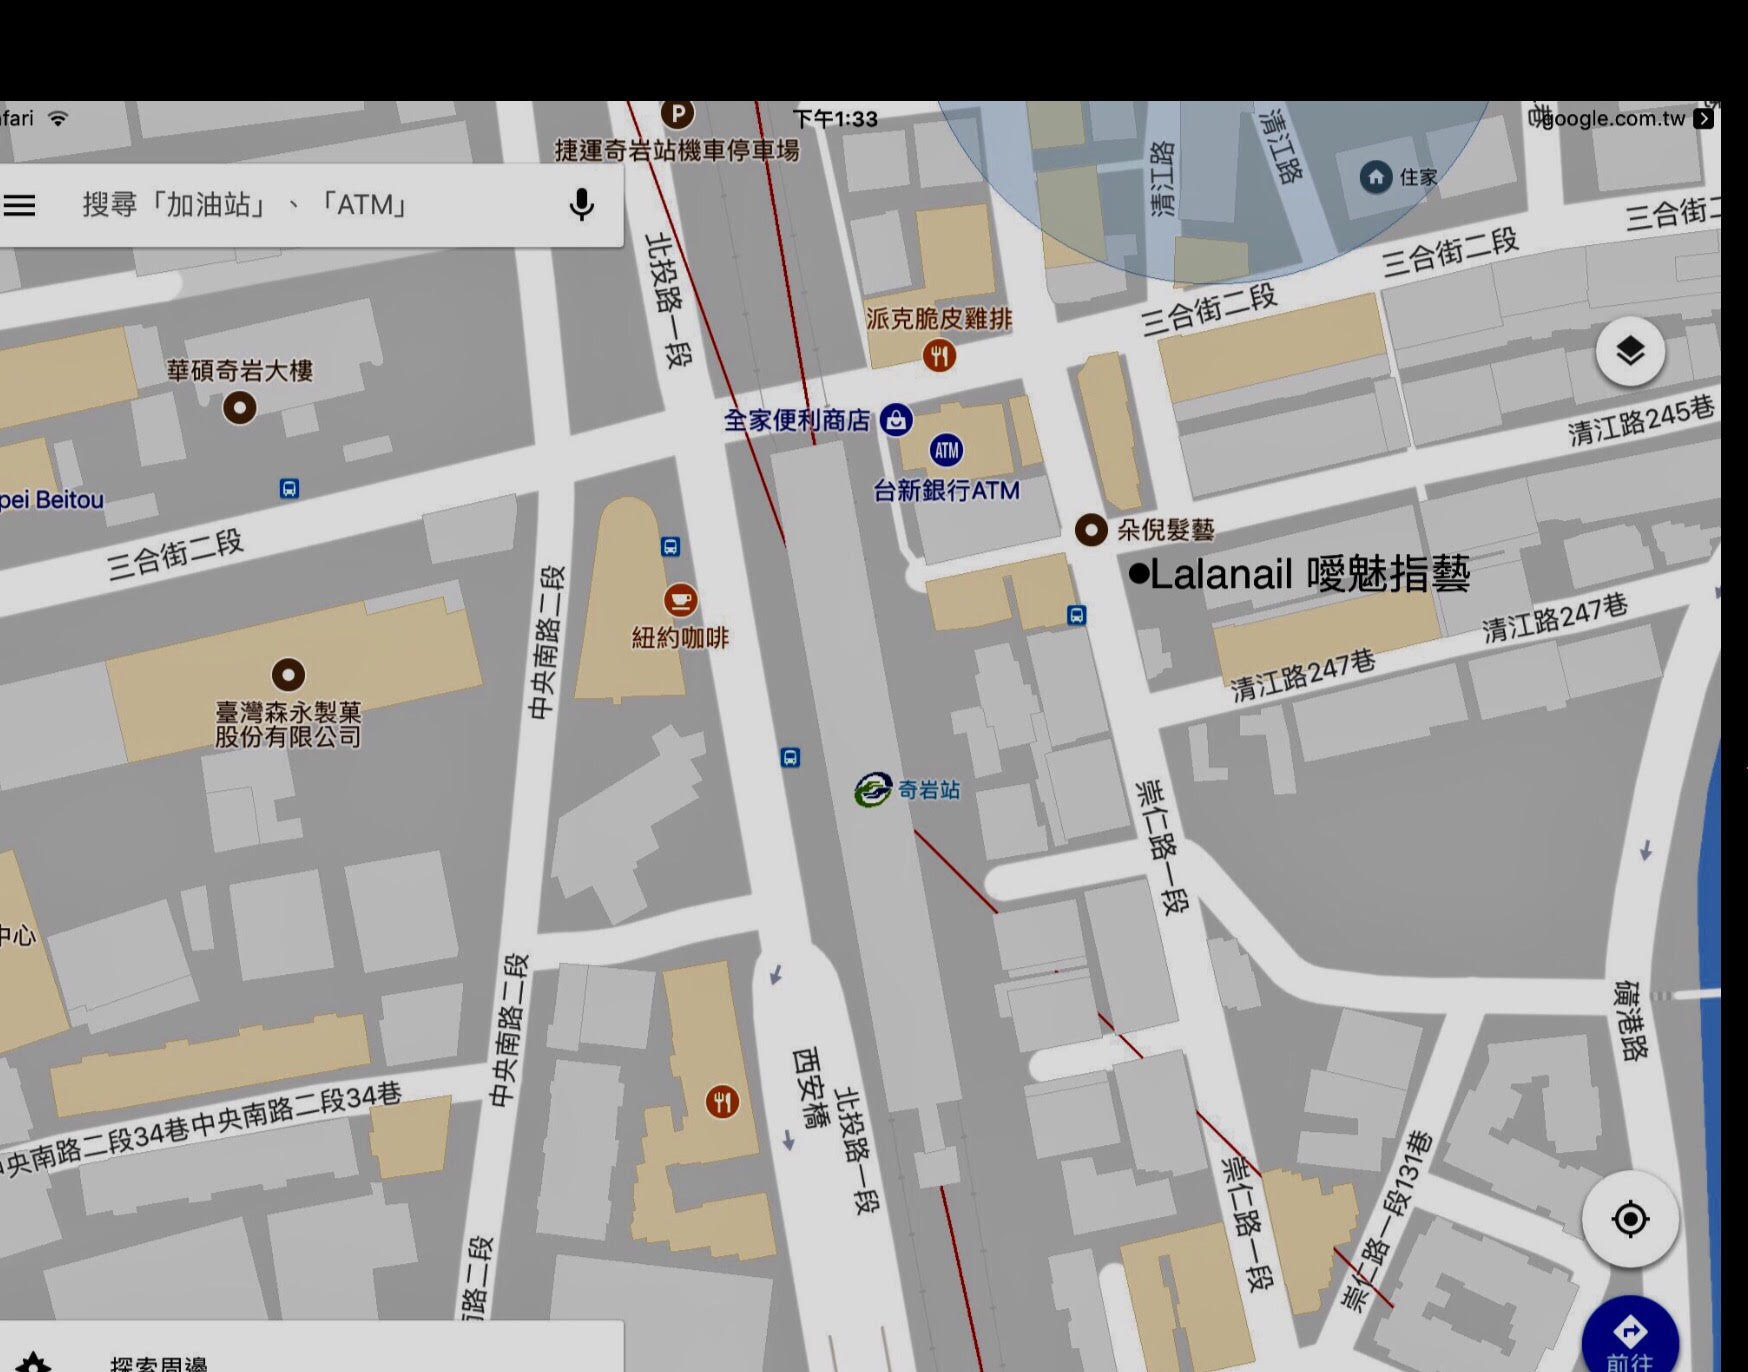 fari
下午1:33
google.com.tw
捷運奇岩站機車停車場
搜尋「加油站」、「ATM」
清江路
清江路
住家
三合街二段
三合街二段
三合街二段
北投路一段
派克脆皮雞排
華碩奇岩大樓
全家便利商店
ATM
台新銀行ATM
清江路245巷
pei Beitou
三合街二段
朵倪髮藝
Lalanail 噯魅指藝
中央南路二段
紐約咖啡
清江路247巷
清江路247巷
臺灣森永製菓
股份有限公司
奇岩站
崇仁路一段
中心
中央南路二段
磺港路
西安橋
北投路一段
中央南路二段34巷
央南路二段34巷
崇仁路一段
崇仁路一段131巷
路二段
探索周邊
前往